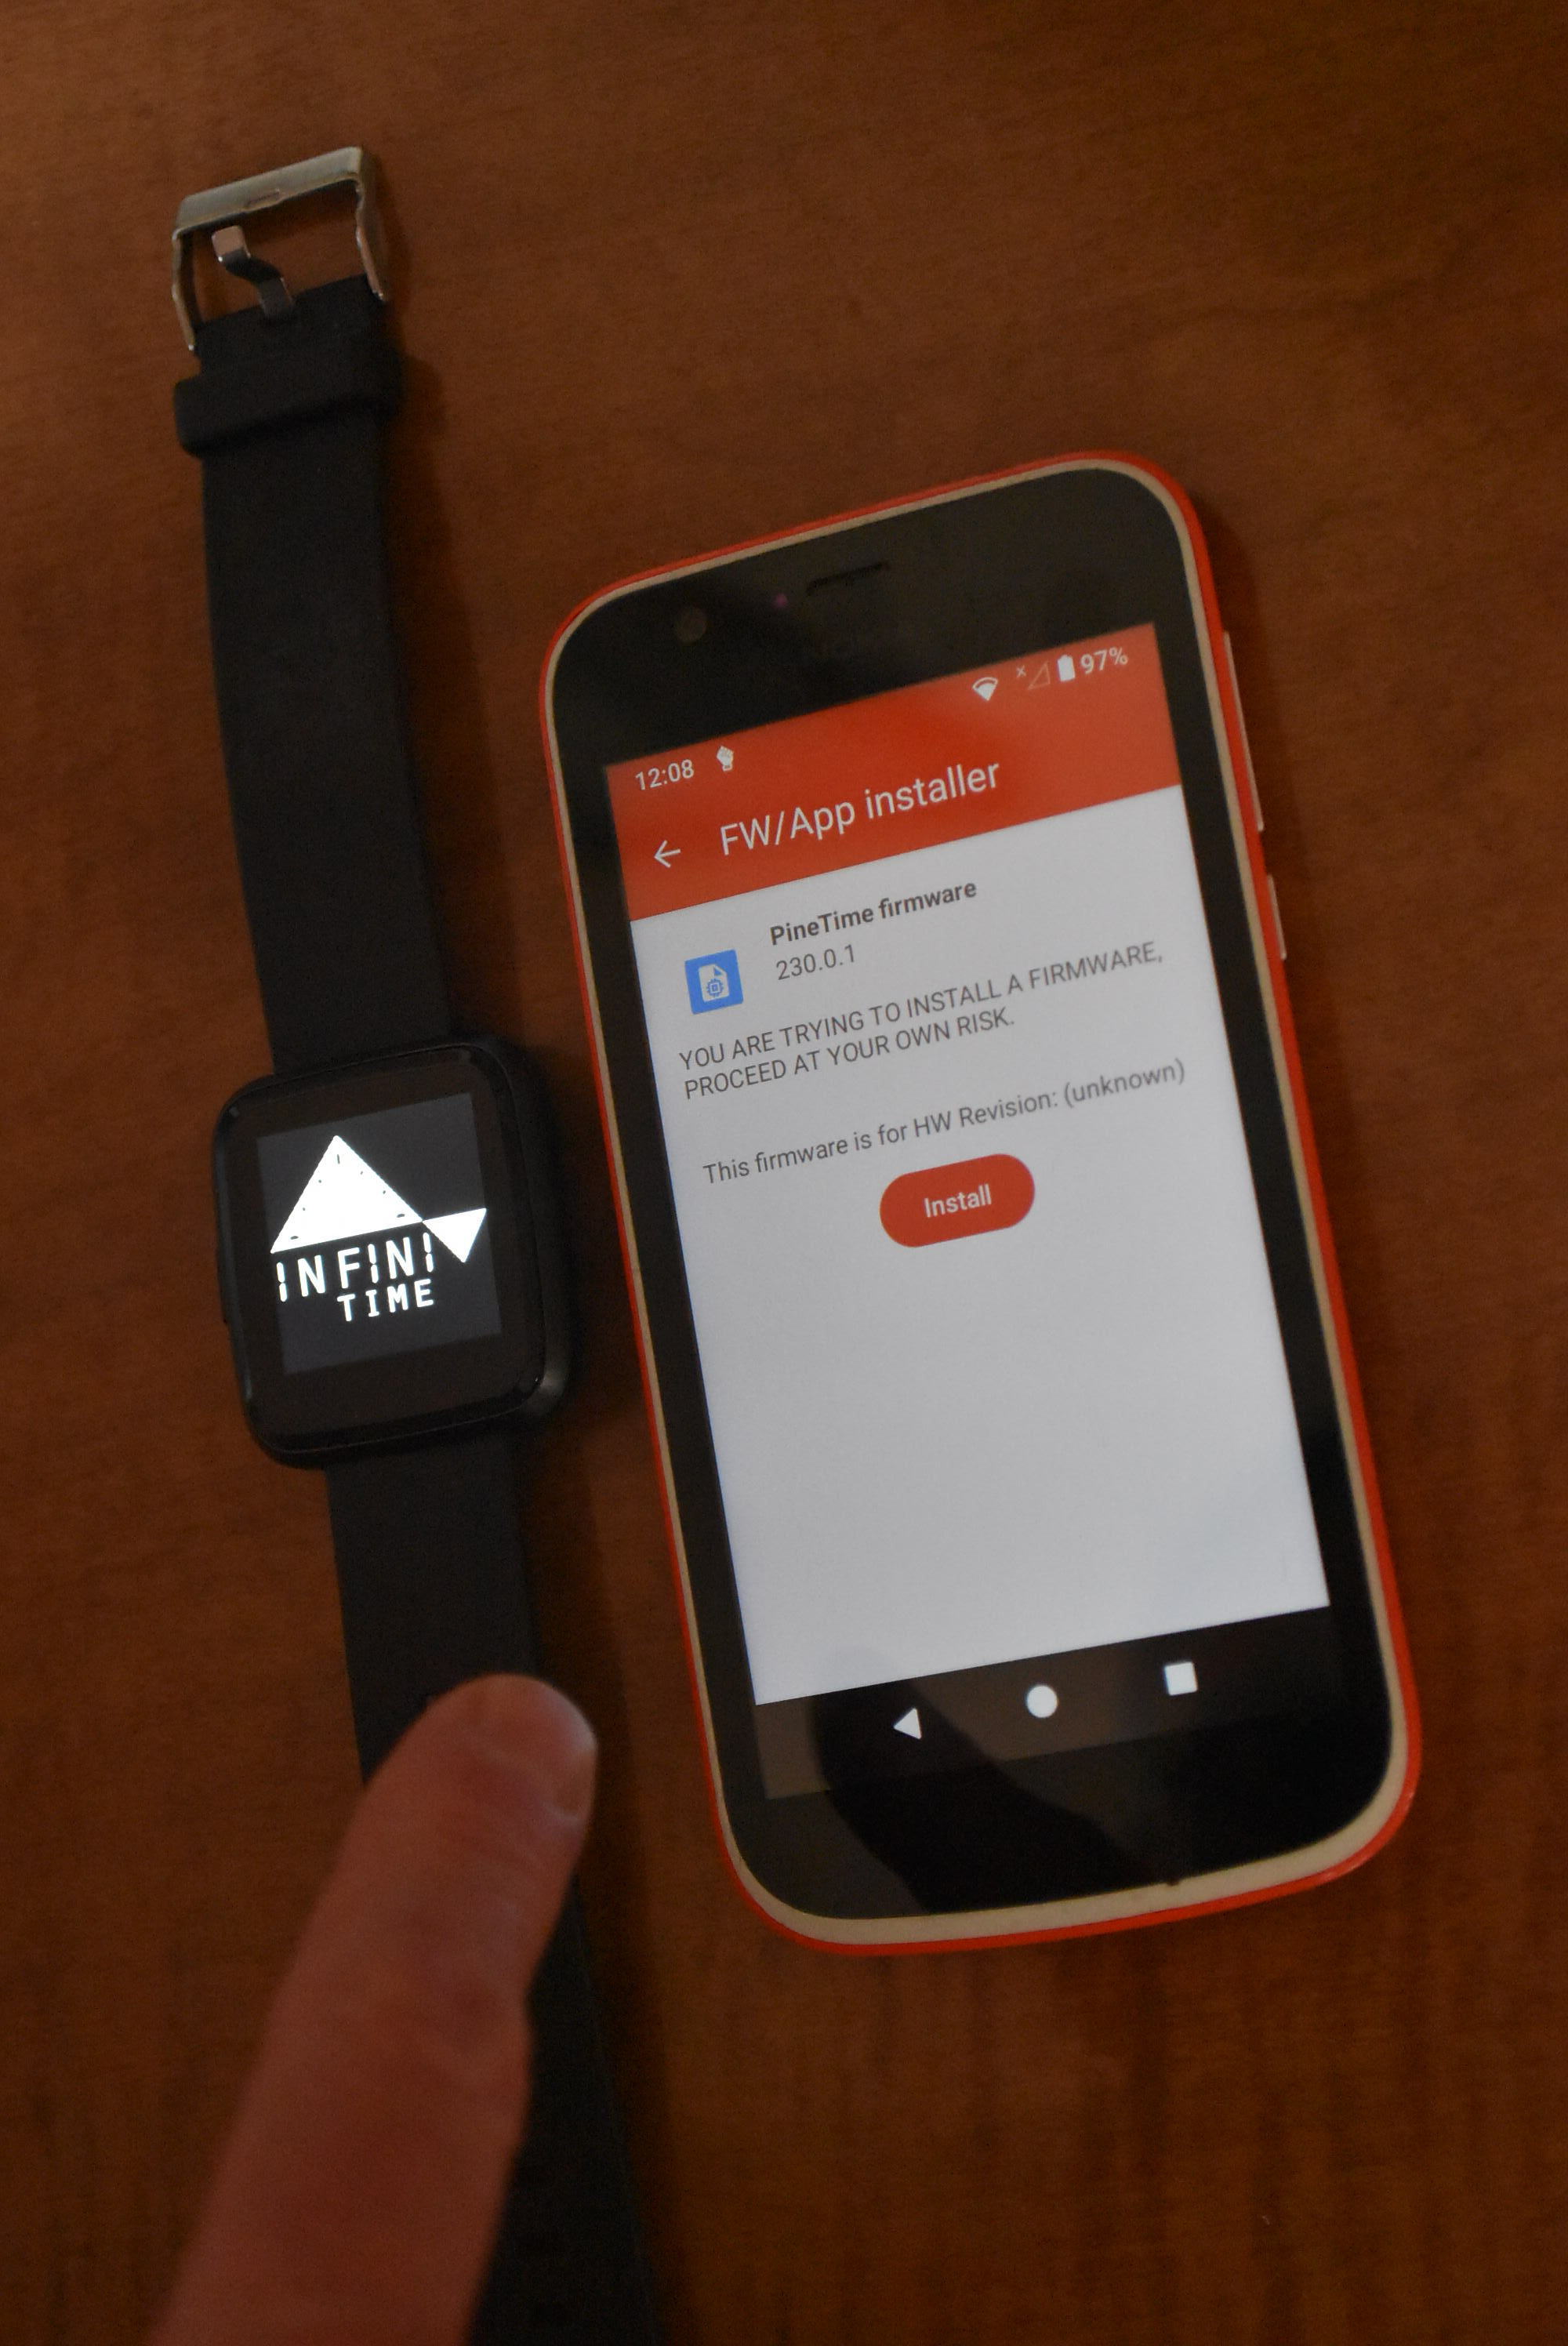 INFINI
TIME
12:08
97%
FW/App installer
PineTime firmware
230.0.1
YOU ARE TRYING TO INSTALL A FIRMWARE,
PROCEED AT YOUR OWN RISK.
This firmware is for HW Revision: (unknown)
Install